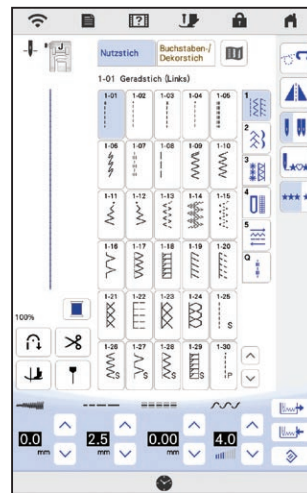 J
Nutzstich
Buchstaben-/
Dekorstich
1-01 Geradstich (Links)
1-01 1-02 1-03 1-04 1-05 1
1-06 1-07 1-08 1-09 1-10 2
3
1-11 1-12 1-13 1-14 1-15 4
1-16 1-17 1-18 1-19 1-20 5
Q
1-21 1-22 1-23 1-24 1-25
S
100%
1-26 1-27 1-28 1-29 1-30
S S S P
0.0 2.5 0.00 4.0
mm mm mm